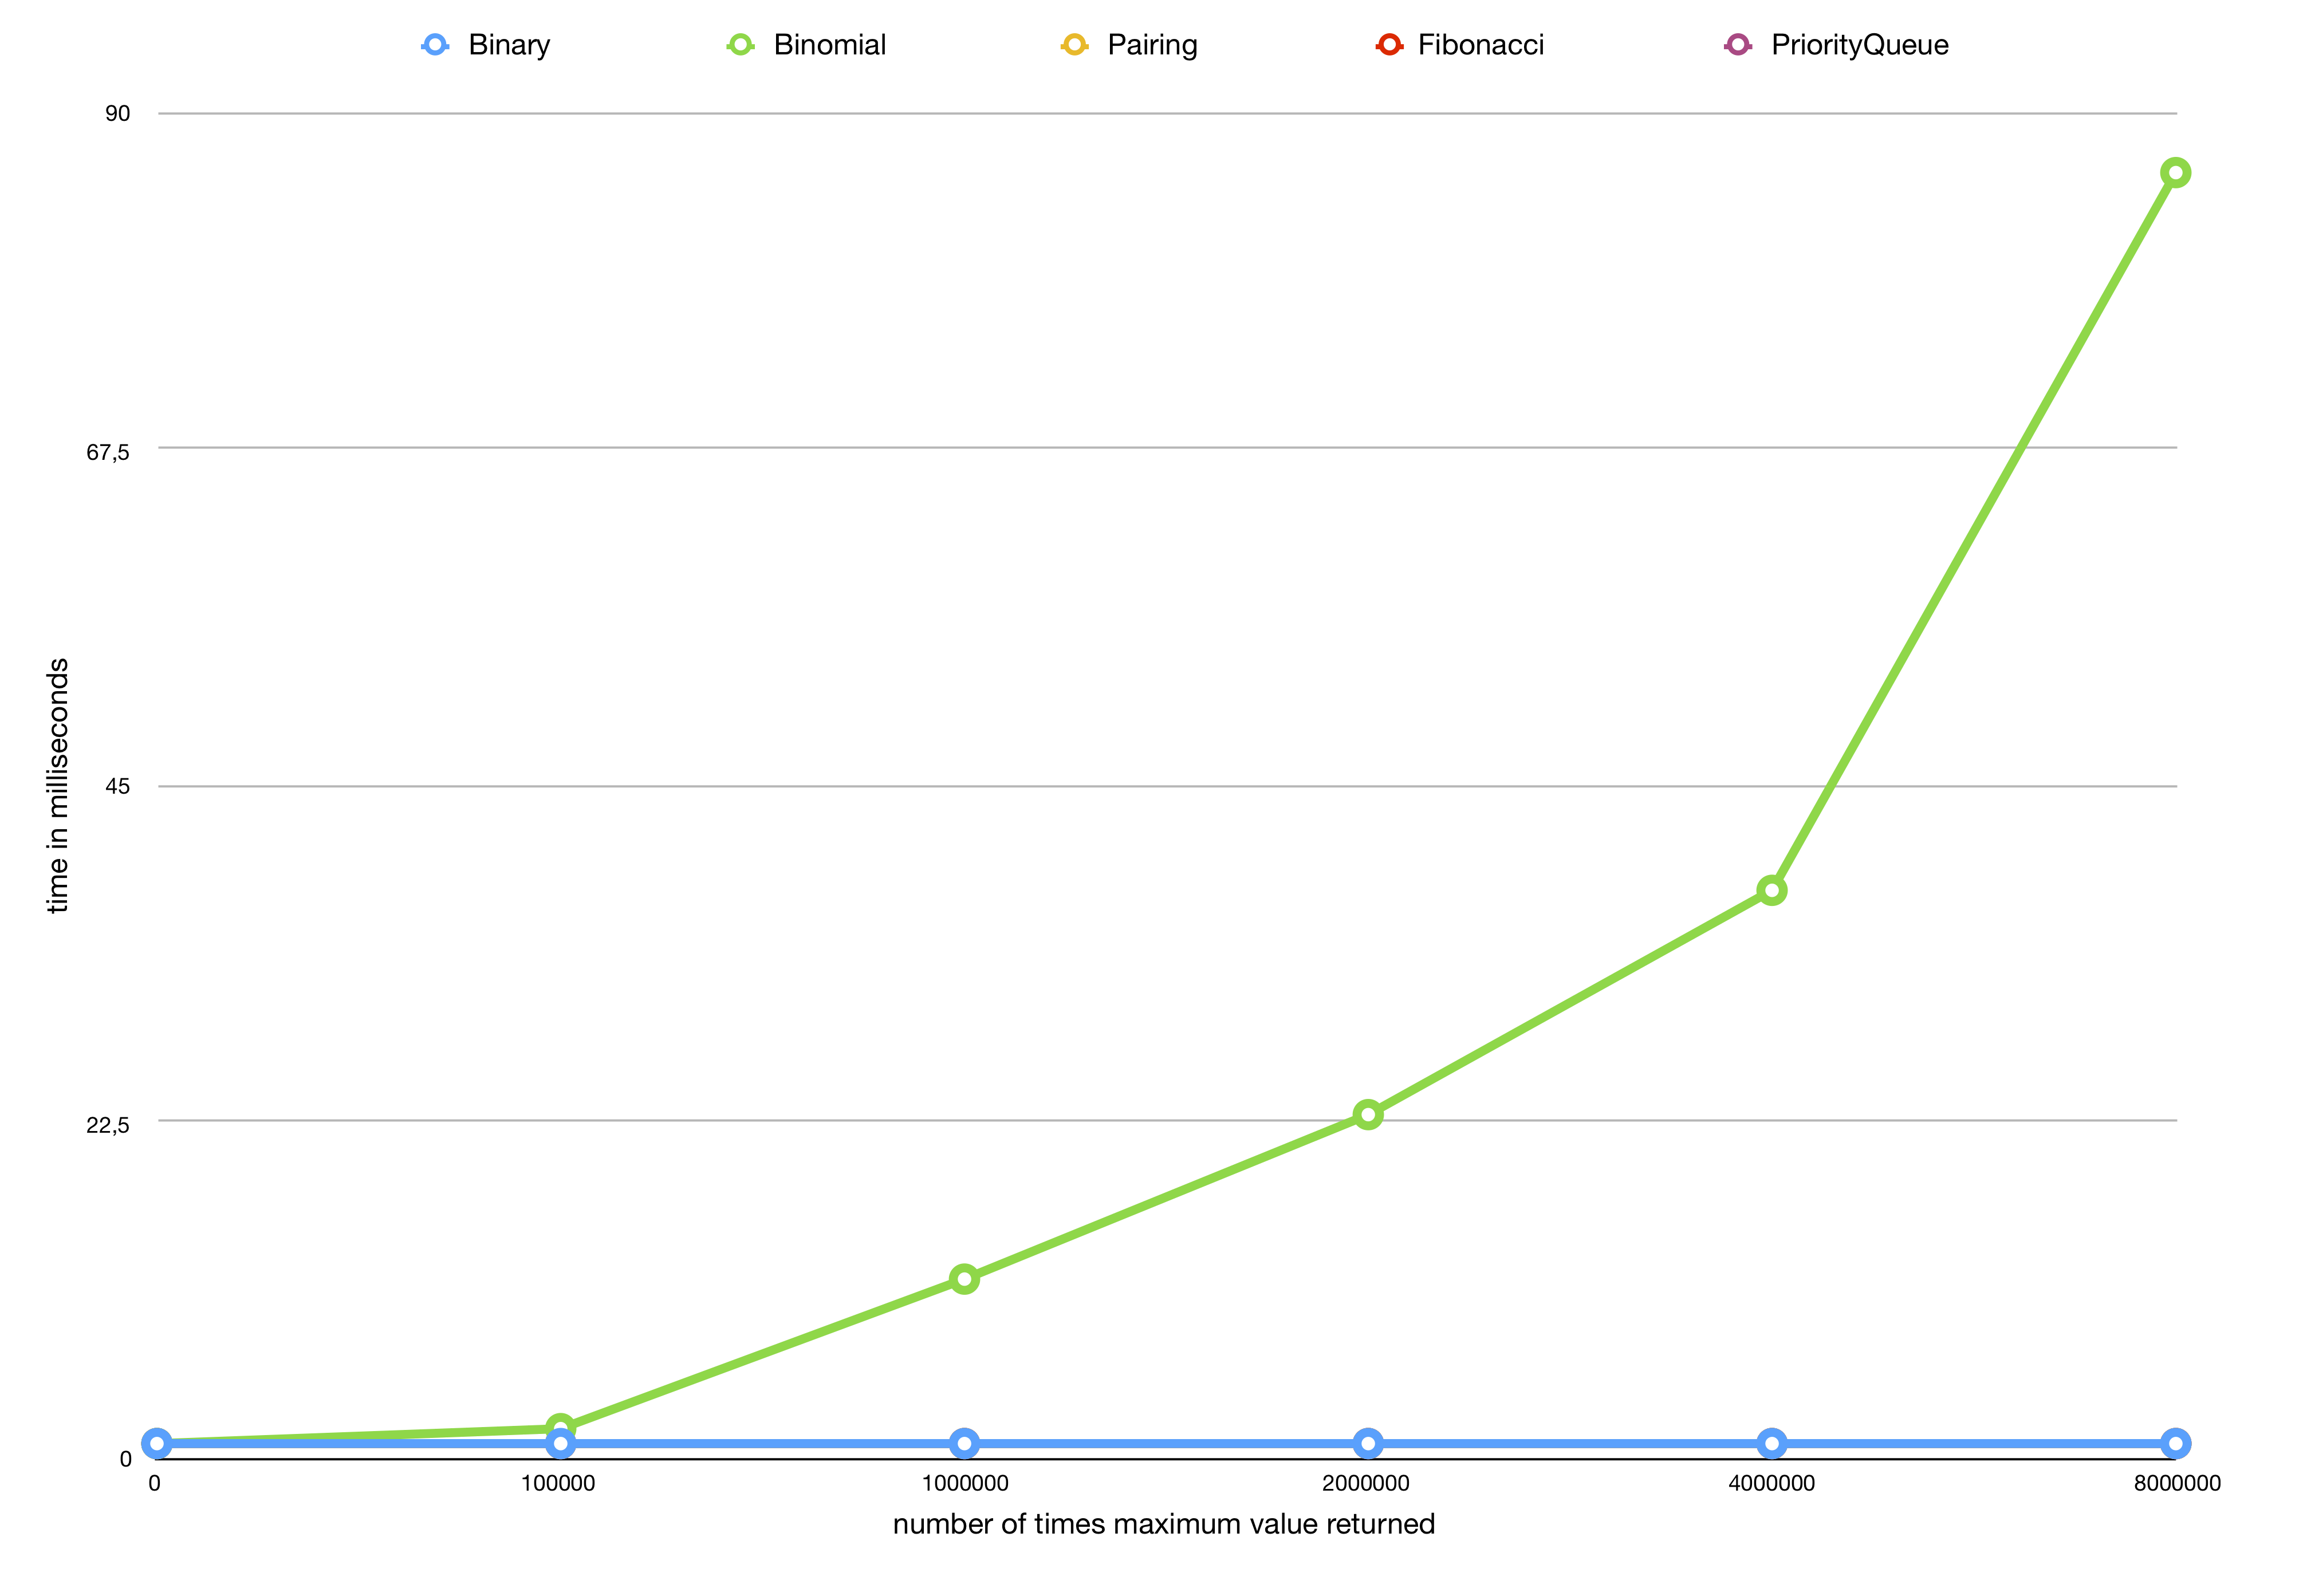 Binary Binomial Pairing Fibonacci PriorityQueue
90
67,5
45
22,5
0
time in milliseconds
0 100000 1000000 2000000 4000000 8000000
number of times maximum value returned